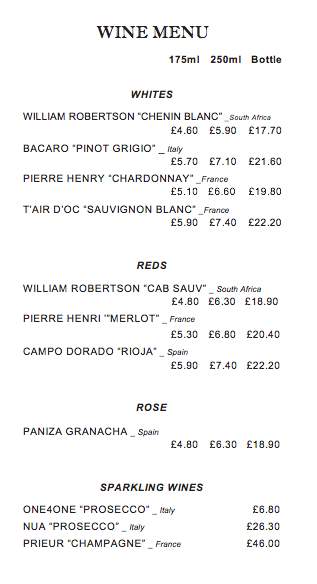 WINE MENU
175ml 250ml Bottle
WHITES
WILLIAM ROBERTSON "CHENIN BLANC" _South Africa
£4.60 £5.90 £17.70
BACARO "PINOT GRIGIO" _ Italy
£5.70 £7.10 £21.60
PIERRE HENRY "CHARDONNAY" _France
£5.10 £6.60 £19.80
T'AIR D'OC "SAUVIGNON BLANC" _France
£5.90 £7.40 £22.20
REDS
WILLIAM ROBERTSON "CAB SAUV" _ South Africa
£4.80 £6.30 £18.90
PIERRE HENRI '"MERLOT" _ France
£5.30 £6.80 £20.40
CAMPO DORADO "RIOJA" _ Spain
£5.90 £7.40 £22.20
ROSE
PANIZA GRANACHA _ Spain
£4.80 £6.30 £18.90
SPARKLING WINES
ONE4ONE "PROSECCO" _ Italy £6.80
NUA "PROSECCO" _ Italy £26.30
PRIEUR "CHAMPAGNE" _ France £46.00